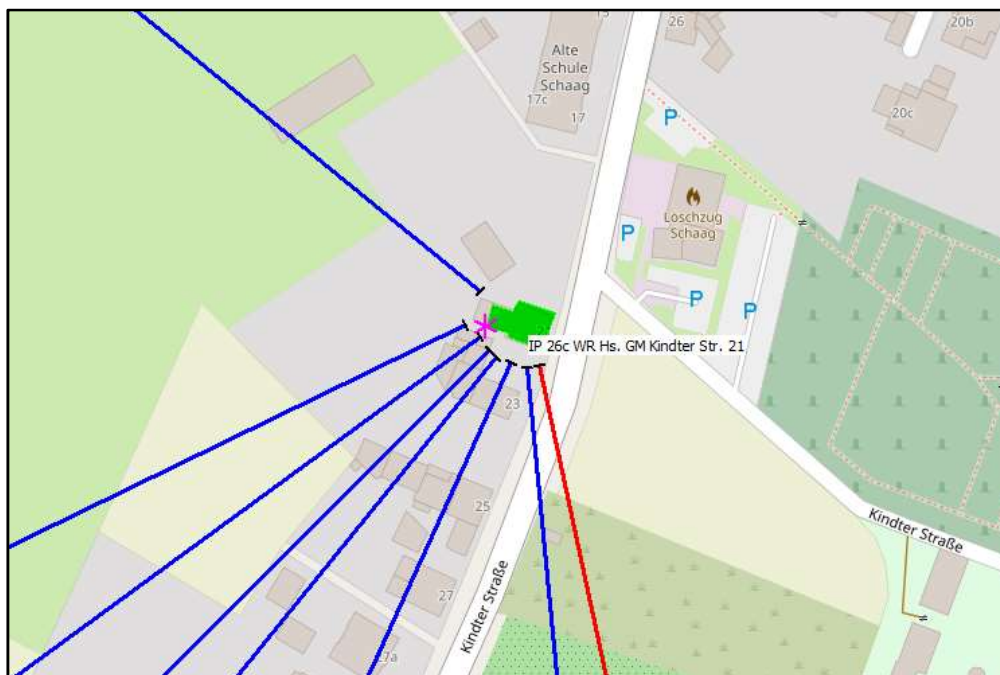 15
26
20b
Alte
Schule
Schaag
17c
17
20c
P
Löschzug
Schaag
P
P
P
IP 26c WR Hs. GM Kindter Str. 21
23
25
Kindter Straße
27
Kindter Straße
27a